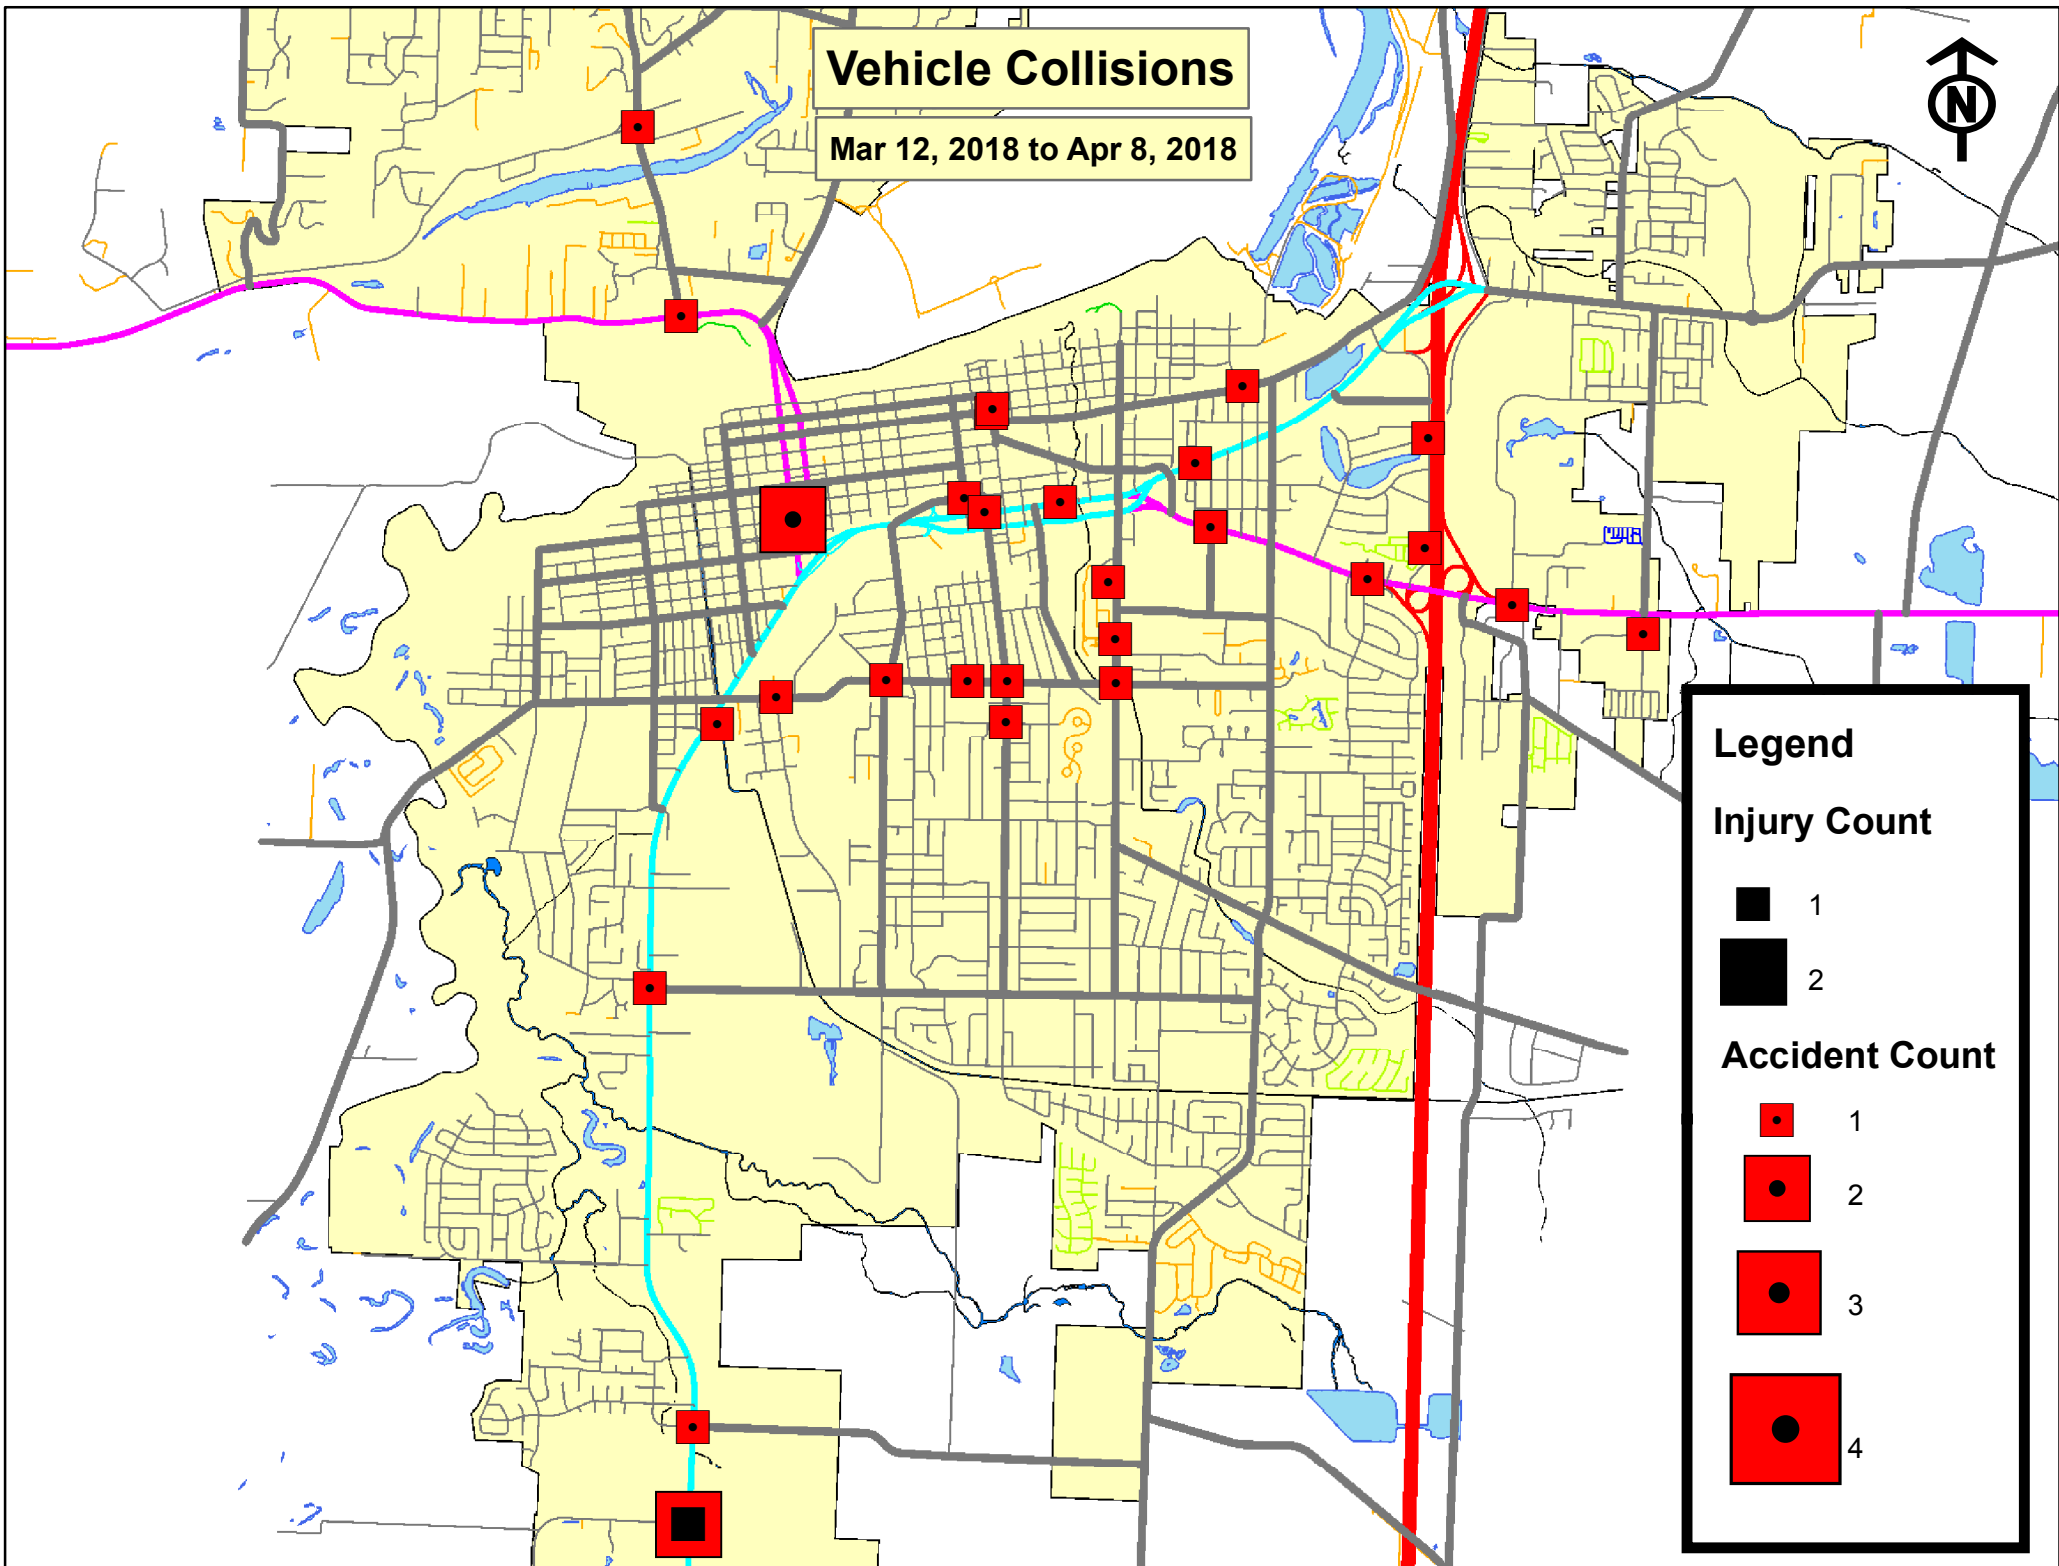 Vehicle Collisions
Mar 12, 2018 to Apr 8, 2018
N
Legend
Injury Count
1
2
Accident Count
1
2
3
4